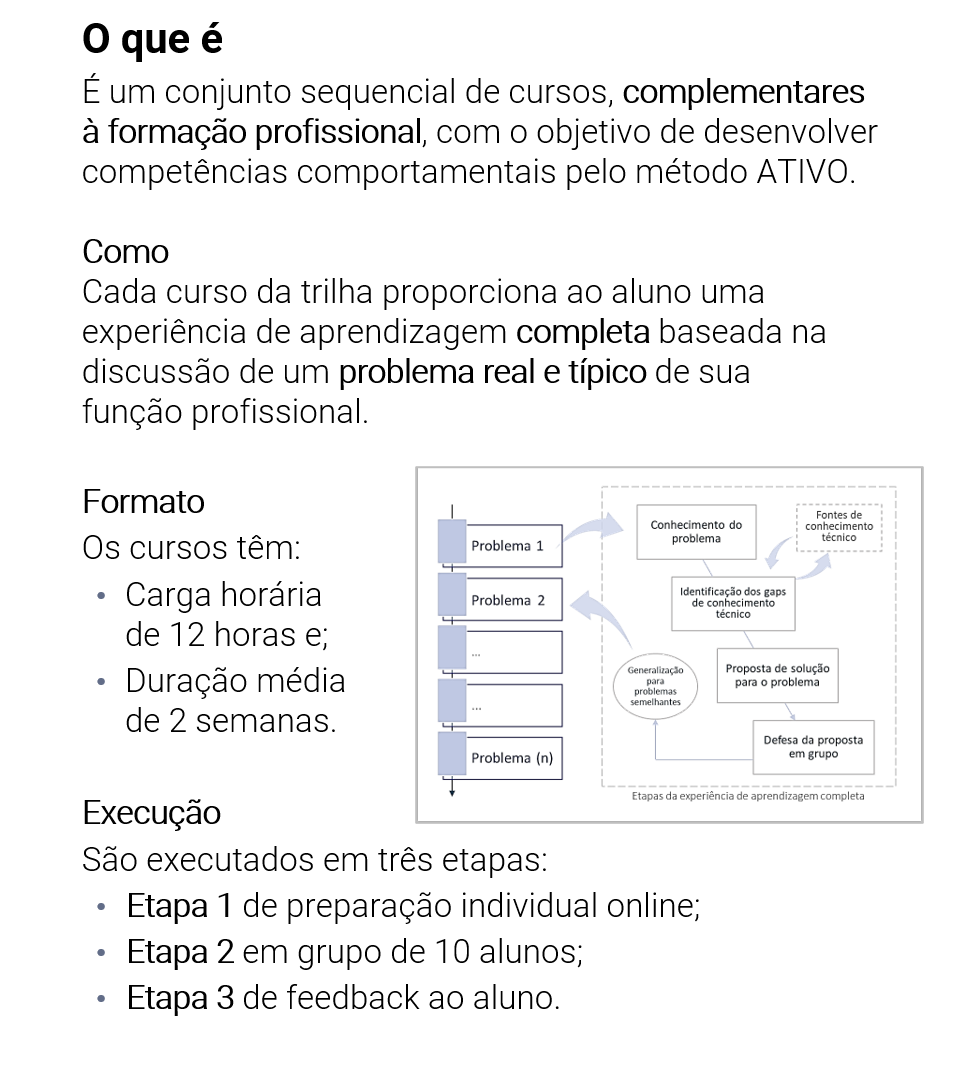 O que é
É um conjunto sequencial de cursos, complementares
à formação profissional, com o objetivo de desenvolver
competências comportamentais pelo método ATIVO.
Como
Cada curso da trilha proporciona ao aluno uma
experiência de aprendizagem completa baseada na
discussão de um problema real e típico de sua
função profissional.
Formato
Os cursos têm:
• Carga horária
de 12 horas e;
• Duração média
de 2 semanas.
Problema 1
Problema 2
...
...
Problema (n)
Conhecimento do
problema
Fontes de
conhecimento
técnico
Identificação dos gaps
de conhecimento
técnico
Proposta de solução
para o problema
Generalização
para
problemas
semelhantes
Defesa da proposta
em grupo
Etapas da experiência de aprendizagem completa
Execução
São executados em três etapas:
• Etapa 1 de preparação individual online;
• Etapa 2 em grupo de 10 alunos;
• Etapa 3 de feedback ao aluno.